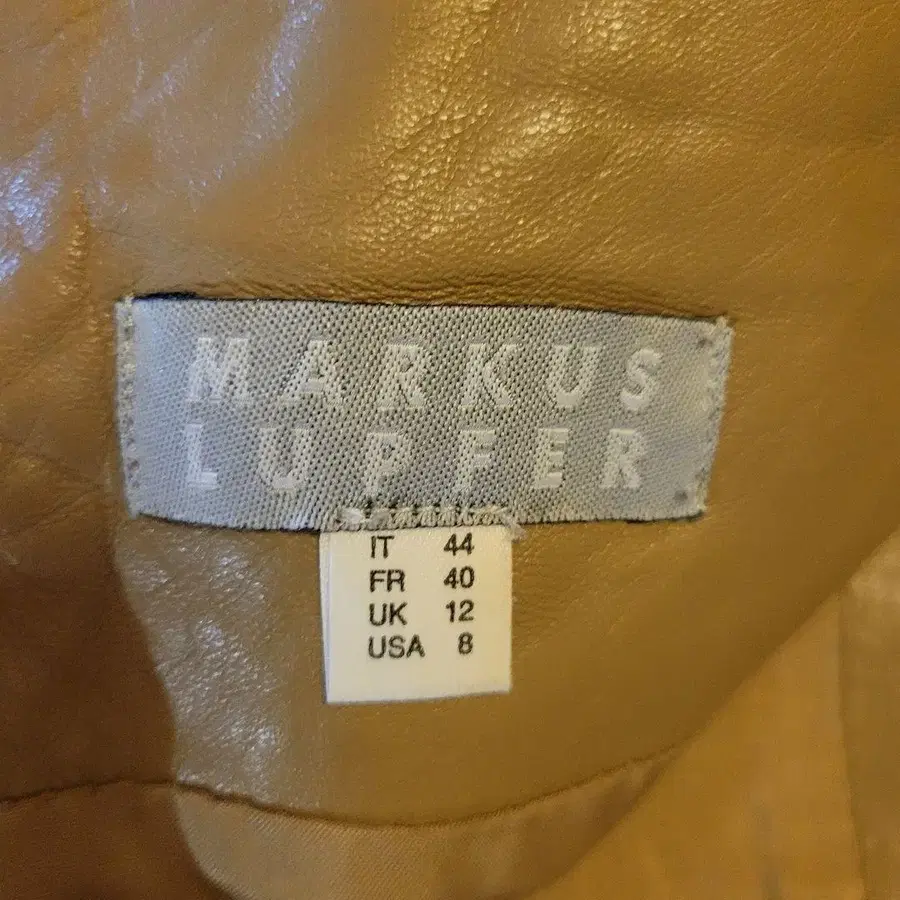 MARKUS
LUPFER
IT 44
FR 40
UK 12
USA 8